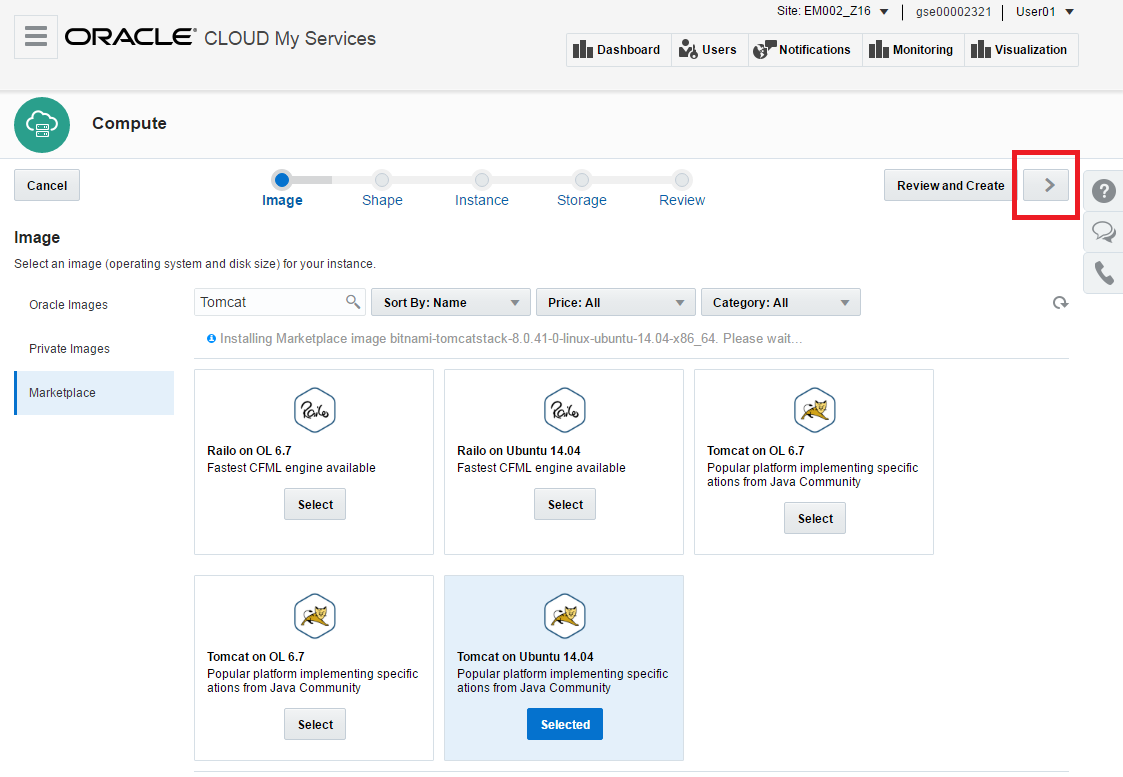 Site: EM002_Z16 gse00002321 User01
ORACLE® CLOUD My Services
Dashboard Users Notifications Monitoring Visualization
Compute
Cancel
Image Shape Instance Storage Review
Review and Create
Image
Select an image (operating system and disk size) for your instance.
Oracle Images
Private Images
Marketplace
Tomcat Sort By: Name Price: All Category: All
Installing Marketplace image bitnami-tomcatstack-8.0.41-0-linux-ubuntu-14.04-x86_64. Please wait...
Railo
Railo on OL 6.7
Fastest CFML engine available
Select
Railo
Railo on Ubuntu 14.04
Fastest CFML engine available
Select
Tomcat on OL 6.7
Popular platform implementing specific
ations from Java Community
Select
Tomcat on OL 6.7
Popular platform implementing specific
ations from Java Community
Select
Tomcat on Ubuntu 14.04
Popular platform implementing specific
ations from Java Community
Selected